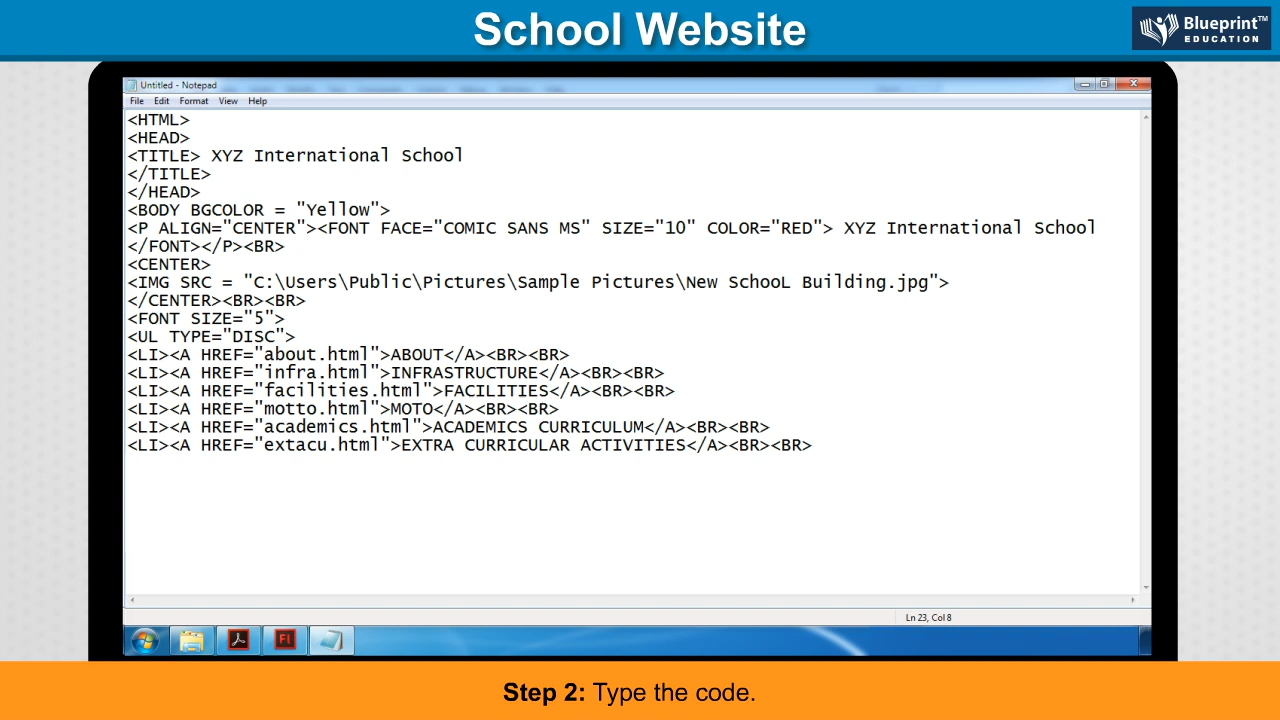 School Website
Blueprint™
EDUCATION
Untitled - Notepad
File Edit Format View Help
<HTML>
<HEAD>
<TITLE> XYZ International School
</TITLE>
</HEAD>
<BODY BGCOLOR = "Yellow">
<P ALIGN="CENTER"><FONT FACE="COMIC SANS MS" SIZE="10" COLOR="RED"> XYZ International School
</FONT></P><BR>
<CENTER>
<IMG SRC = "C:\Users\Public\Pictures\Sample Pictures\New SchooL Building.jpg">
</CENTER><BR><BR>
<FONT SIZE="5">
<UL TYPE="DISC">
<LI><A HREF="about.html">ABOUT</A><BR><BR>
<LI><A HREF="infra.html">INFRASTRUCTURE</A><BR><BR>
<LI><A HREF="facilities.html">FACILITIES</A><BR><BR>
<LI><A HREF="motto.html">MOTO</A><BR><BR>
<LI><A HREF="academics.html">ACADEMICS CURRICULUM</A><BR><BR>
<LI><A HREF="extacu.html">EXTRA CURRICULAR ACTIVITIES</A><BR><BR>
Ln 23, Col 8
Fl
Step 2: Type the code.